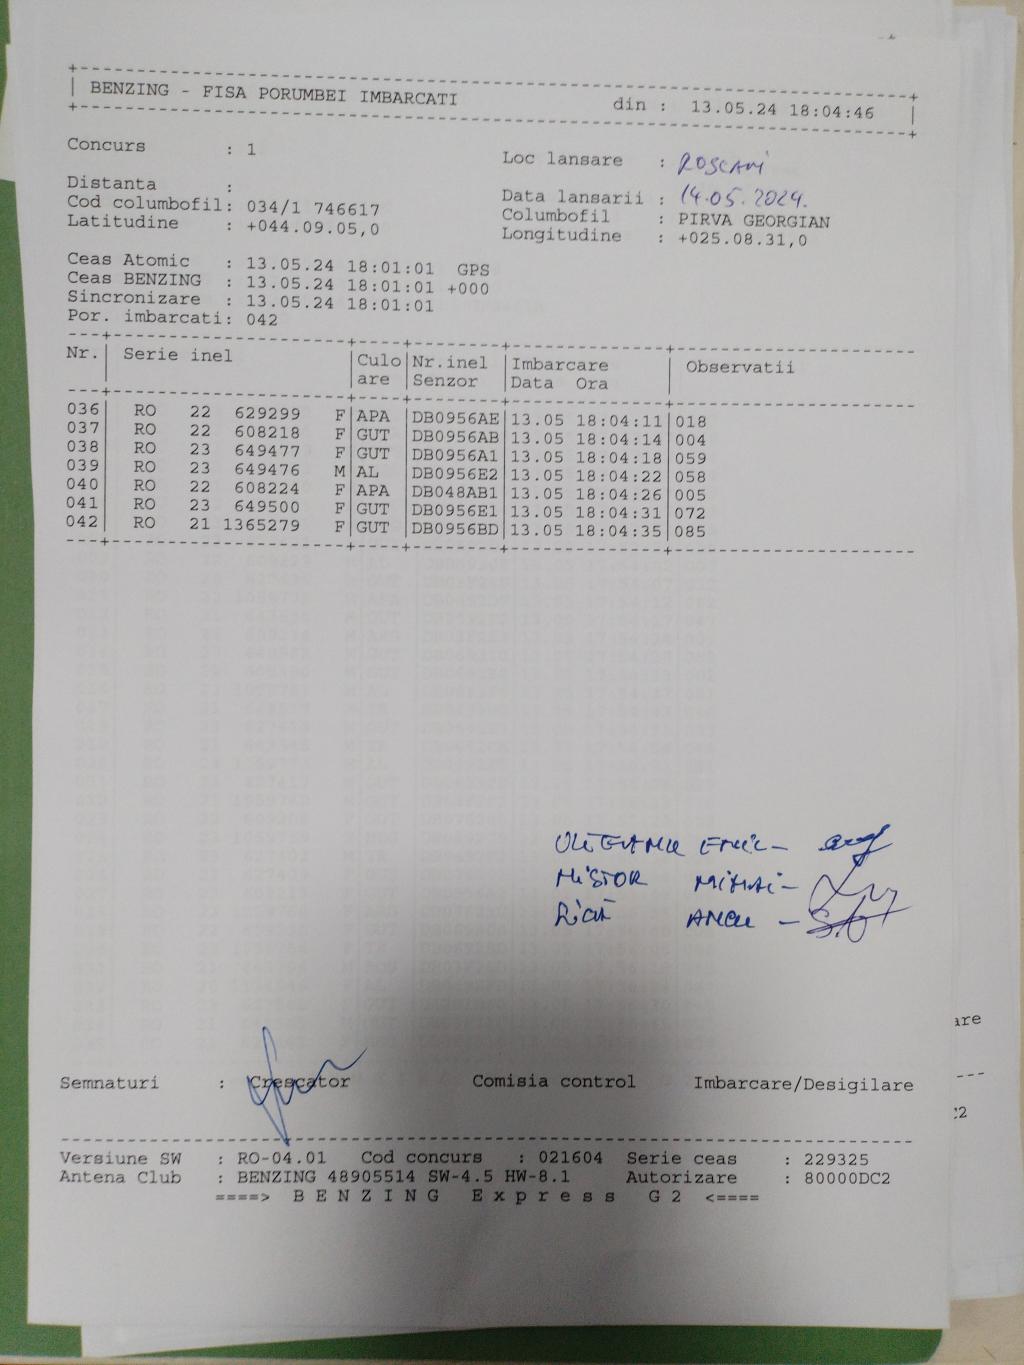 BENZING - FISA PORUMBEI IMBARCATI din : 13.05.24 18:04:46
Concurs : 1 Loc lansare : ROSCANI
Distanta : Data lansarii : 14.05.2024.
Cod columbofil: 034/1 746617 Columbofil : PIRVA GEORGIAN
Latitudine : +044.09.05,0 Longitudine : +025.08.31,0
Ceas Atomic : 13.05.24 18:01:01 GPS
Ceas BENZING : 13.05.24 18:01:01 +000
Sincronizare : 13.05.24 18:01:01
Por. imbarcati: 042
Nr. Serie inel Culo Nr.inel Imbarcare Observatii
are Senzor Data Ora
036 RO 22 629299 F APA DB0956AE 13.05 18:04:11 018
037 RO 22 608218 F GUT DB0956AB 13.05 18:04:14 004
038 RO 23 649477 F GUT DB0956A1 13.05 18:04:18 059
039 RO 23 649476 M AL DB0956E2 13.05 18:04:22 058
040 RO 22 608224 F APA DB048AB1 13.05 18:04:26 005
041 RO 23 649500 F GUT DB0956E1 13.05 18:04:31 072
042 RO 21 1365279 F GUT DB0956BD 13.05 18:04:35 085
EMIL -
MIHAI -
Semnaturi : Crescator Comisia control Imbarcare/Desigilare
Versiune SW : RO-04.01 Cod concurs : 021604 Serie ceas : 229325
Antena Club : BENZING 48905514 SW-4.5 HW-8.1 Autorizare : 80000DC2
====> B E N Z I N G E x p r e s s G 2 <====